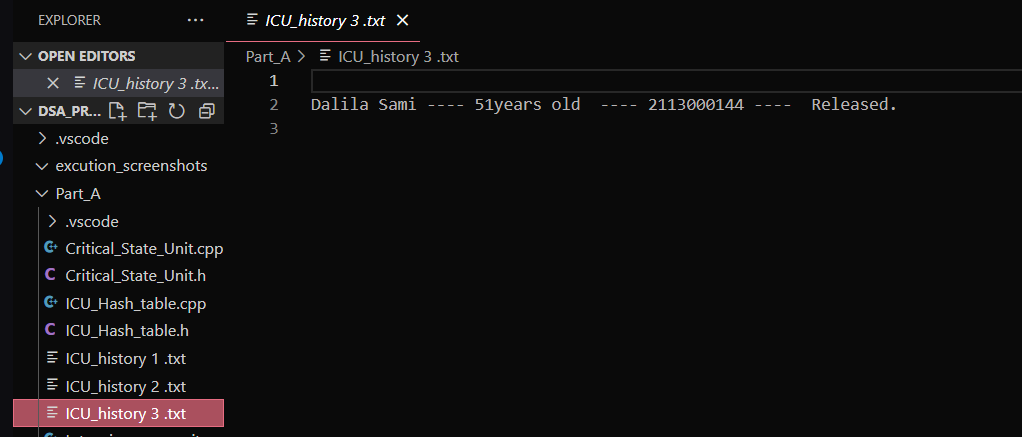 EXPLORER ...
OPEN EDITORS
ICU_history 3 .tx...
DSA_PR...
.vscode
excution_screenshots
Part_A
.vscode
Critical_State_Unit.cpp
Critical_State_Unit.h
ICU_Hash_table.cpp
ICU_Hash_table.h
ICU_history 1 .txt
ICU_history 2 .txt
ICU_history 3 .txt
ICU_history 3 .txt
Part_A > ICU_history 3 .txt
1
2 Dalila Sami ---- 51years old  ---- 2113000144 ----  Released.
3